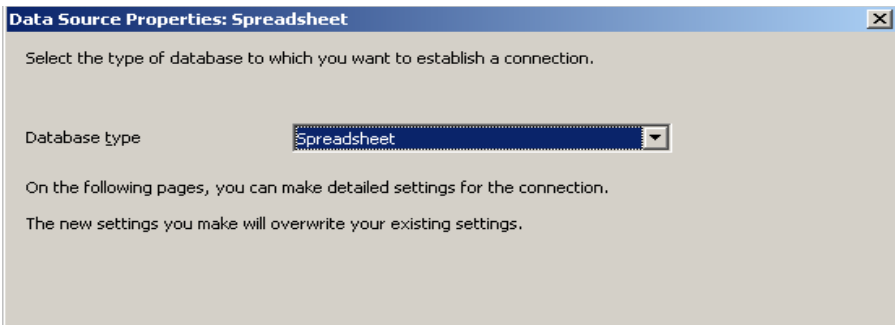 Data Source Properties: Spreadsheet
Select the type of database to which you want to establish a connection.
Database type Spreadsheet
On the following pages, you can make detailed settings for the connection.
The new settings you make will overwrite your existing settings.